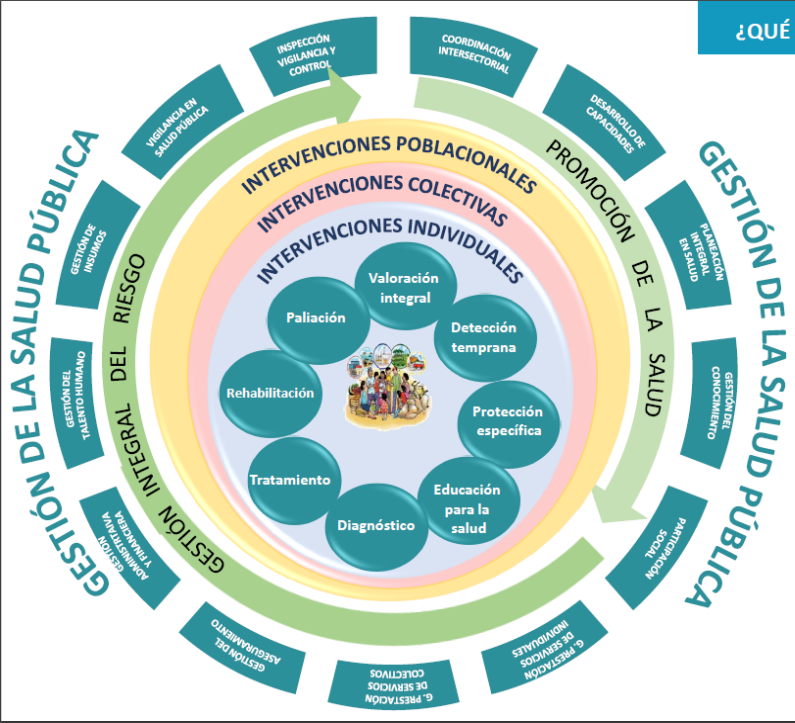 ¿QUÉ
GESTIÓN DE LA SALUD PÚBLICA
GESTIÓN DE LA SALUD PÚBLICA
INSPECCIÓN
VIGILANCIA Y
CONTROL
COORDINACIÓN
INTERSECTORIAL
DESARROLLO DE
CAPACIDADES
PLANEACIÓN
INTEGRAL
EN SALUD
GESTIÓN DEL
CONOCIMIENTO
PARTICIPACIÓN
SOCIAL
G. PRESTACIÓN
DE SERVICIOS
INDIVIDUALES
G. PRESTACIÓN
DE SERVICIOS
COLECTIVOS
GESTIÓN DEL
ASEGURAMIENTO
GESTIÓN
ADMINISTRATIVA
Y FINANCIERA
GESTIÓN DEL
TALENTO HUMANO
GESTIÓN DE
INSUMOS
VIGILANCIA EN
SALUD PÚBLICA
PROMOCIÓN DE LA SALUD
GESTIÓN INTEGRAL DEL RIESGO
INTERVENCIONES POBLACIONALES
INTERVENCIONES COLECTIVAS
INTERVENCIONES INDIVIDUALES
Valoración
integral
Detección
temprana
Protección
específica
Educación
para la
salud
Diagnóstico
Tratamiento
Rehabilitación
Paliación